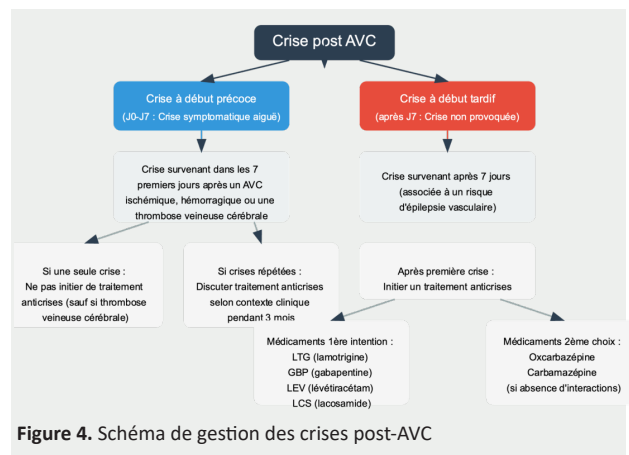 Crise post AVC
Crise à début précoce
(J0-J7 : Crise symptomatique aiguë)
Crise à début tardif
(après J7 : Crise non provoquée)
Crise survenant dans les 7
premiers jours après un AVC
ischémique, hémorragique ou une
thrombose veineuse cérébrale
Crise survenant après 7 jours
(associée à un risque
d'épilepsie vasculaire)
Si une seule crise :
Ne pas initier de traitement
anticrises (sauf si thrombose
veineuse cérébrale)
Si crises répétées :
Discuter traitement anticrises
selon contexte clinique
pendant 3 mois
Après première crise :
Initier un traitement anticrises
Médicaments 1ère intention :
LTG (lamotrigine)
GBP (gabapentine)
LEV (lévétiracétam)
LCS (lacosamide)
Médicaments 2ème choix :
Oxcarbazépine
Carbamazépine
(si absence d'interactions)
Figure 4. Schéma de gestion des crises post-AVC